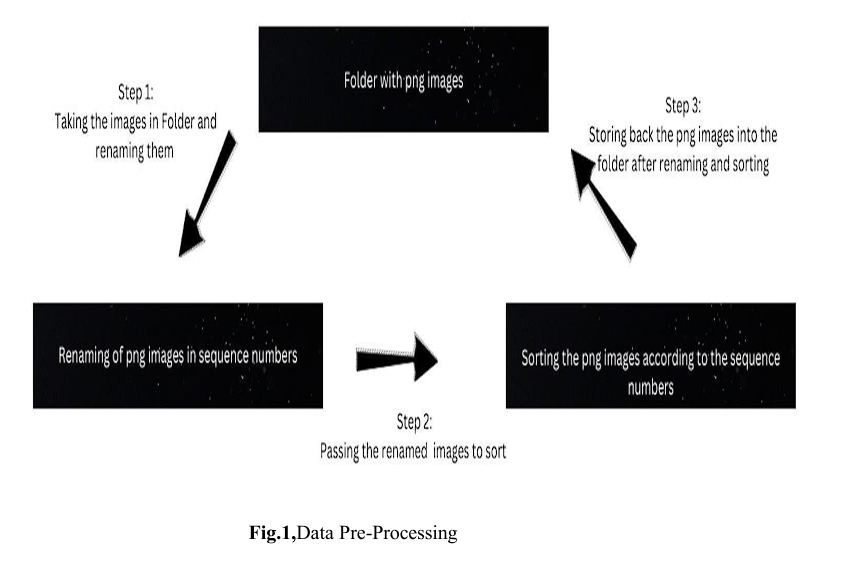 Folder with png images
Step 1:
Taking the images in Folder and
renaming them
Step 3:
Storing back the png images into the
folder after renaming and sorting
Renaming of png images in sequence numbers
Sorting the png images according to the sequence
numbers
Step 2:
Passing the renamed images to sort
Fig.1,Data Pre-Processing